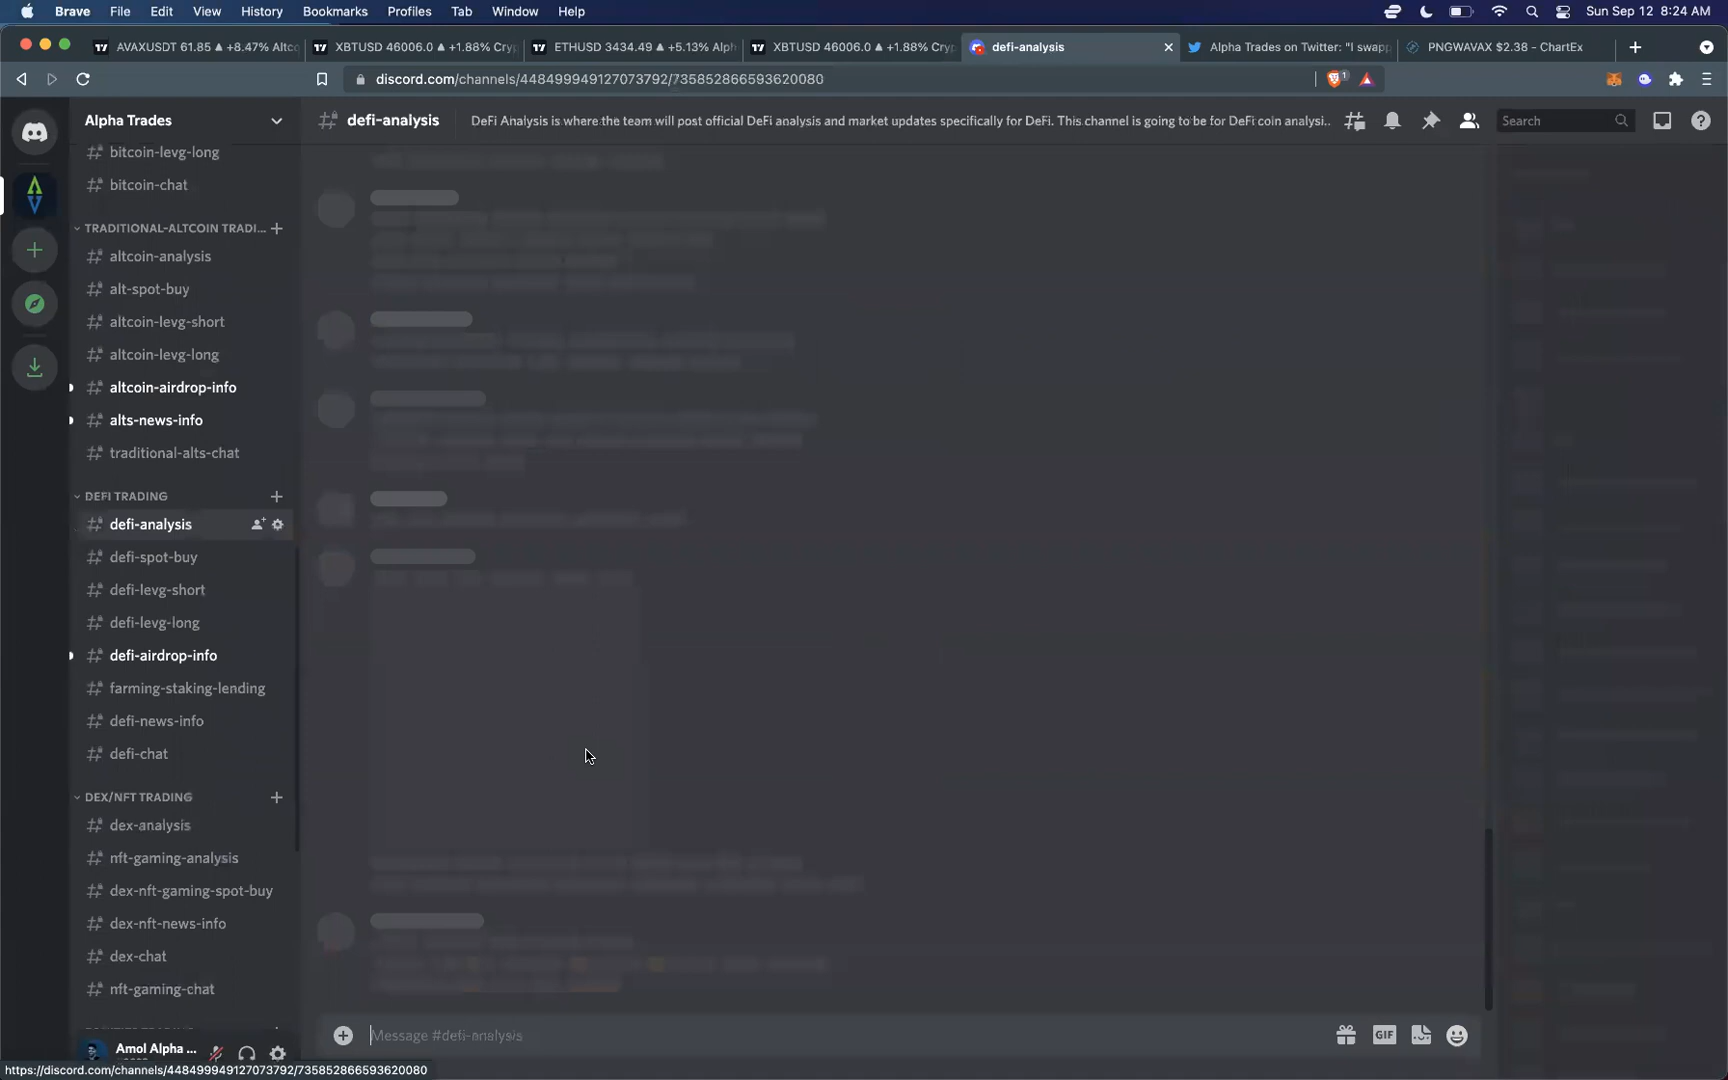 Brave File Edit View History Bookmarks Profiles Tab Window Help Sun Sep 12 8:24 AM
AVAXUSDT 61.85 ▲ +8.47% Altco
XBTUSD 46006.0 ▲ +1.88% Cryp
ETHUSD 3434.49 ▲ +5.13% Alph
XBTUSD 46006.0 ▲ +1.88% Cryp
defi-analysis
Alpha Trades on Twitter: "I swapp
PNGWAVAX $2.38 - ChartEx
discord.com/channels/448499949127073792/735852866593620080
1
Alpha Trades
defi-analysis
DeFi Analysis is where the team will post official DeFi analysis and market updates specifically for DeFi. This channel is going to be for DeFi coin analysi...
Search
bitcoin-levg-long
bitcoin-chat
TRADITIONAL-ALTCOIN TRADI...
altcoin-analysis
alt-spot-buy
altcoin-levg-short
altcoin-levg-long
altcoin-airdrop-info
alts-news-info
traditional-alts-chat
DEFI TRADING
defi-analysis
defi-spot-buy
defi-levg-short
defi-levg-long
defi-airdrop-info
farming-staking-lending
defi-news-info
defi-chat
DEX/NFT TRADING
dex-analysis
nft-gaming-analysis
dex-nft-gaming-spot-buy
dex-nft-news-info
dex-chat
nft-gaming-chat
Amol Alpha ...
Message #defi-analysis
GIF
https://discord.com/channels/448499949127073792/735852866593620080